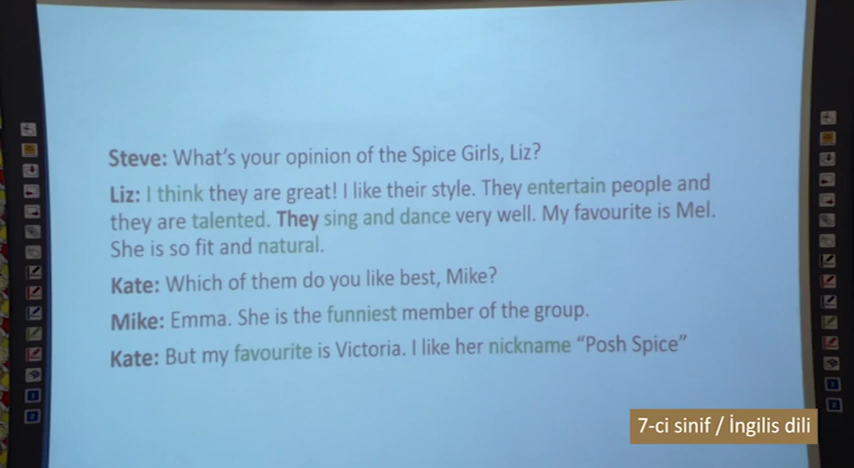 Steve: What's your opinion of the Spice Girls, Liz?
Liz: I think they are great! I like their style. They entertain people and
they are talented. They sing and dance very well. My favourite is Mel.
She is so fit and natural.
Kate: Which of them do you like best, Mike?
Mike: Emma. She is the funniest member of the group.
Kate: But my favourite is Victoria. I like her nickname “Posh Spice”
7-ci sinif / İngilis dili